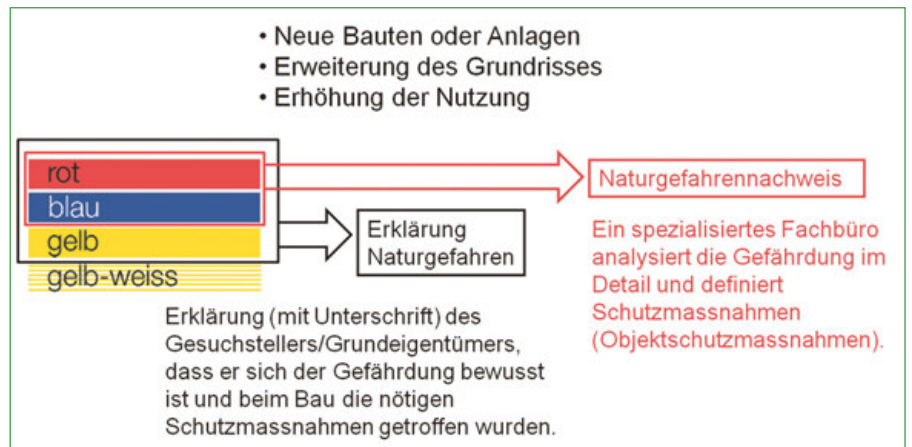 • Neue Bauten oder Anlagen
• Erweiterung des Grundrisses
• Erhöhung der Nutzung
rot
blau
gelb
gelb-weiss
Erklärung
Naturgefahren
Naturgefahrennachweis
Ein spezialisiertes Fachbüro
analysiert die Gefährdung im
Detail und definiert
Schutzmassnahmen
(Objektschutzmassnahmen).
Erklärung (mit Unterschrift) des
Gesuchstellers/Grundeigentümers,
dass er sich der Gefährdung bewusst
ist und beim Bau die nötigen
Schutzmassnahmen getroffen wurden.